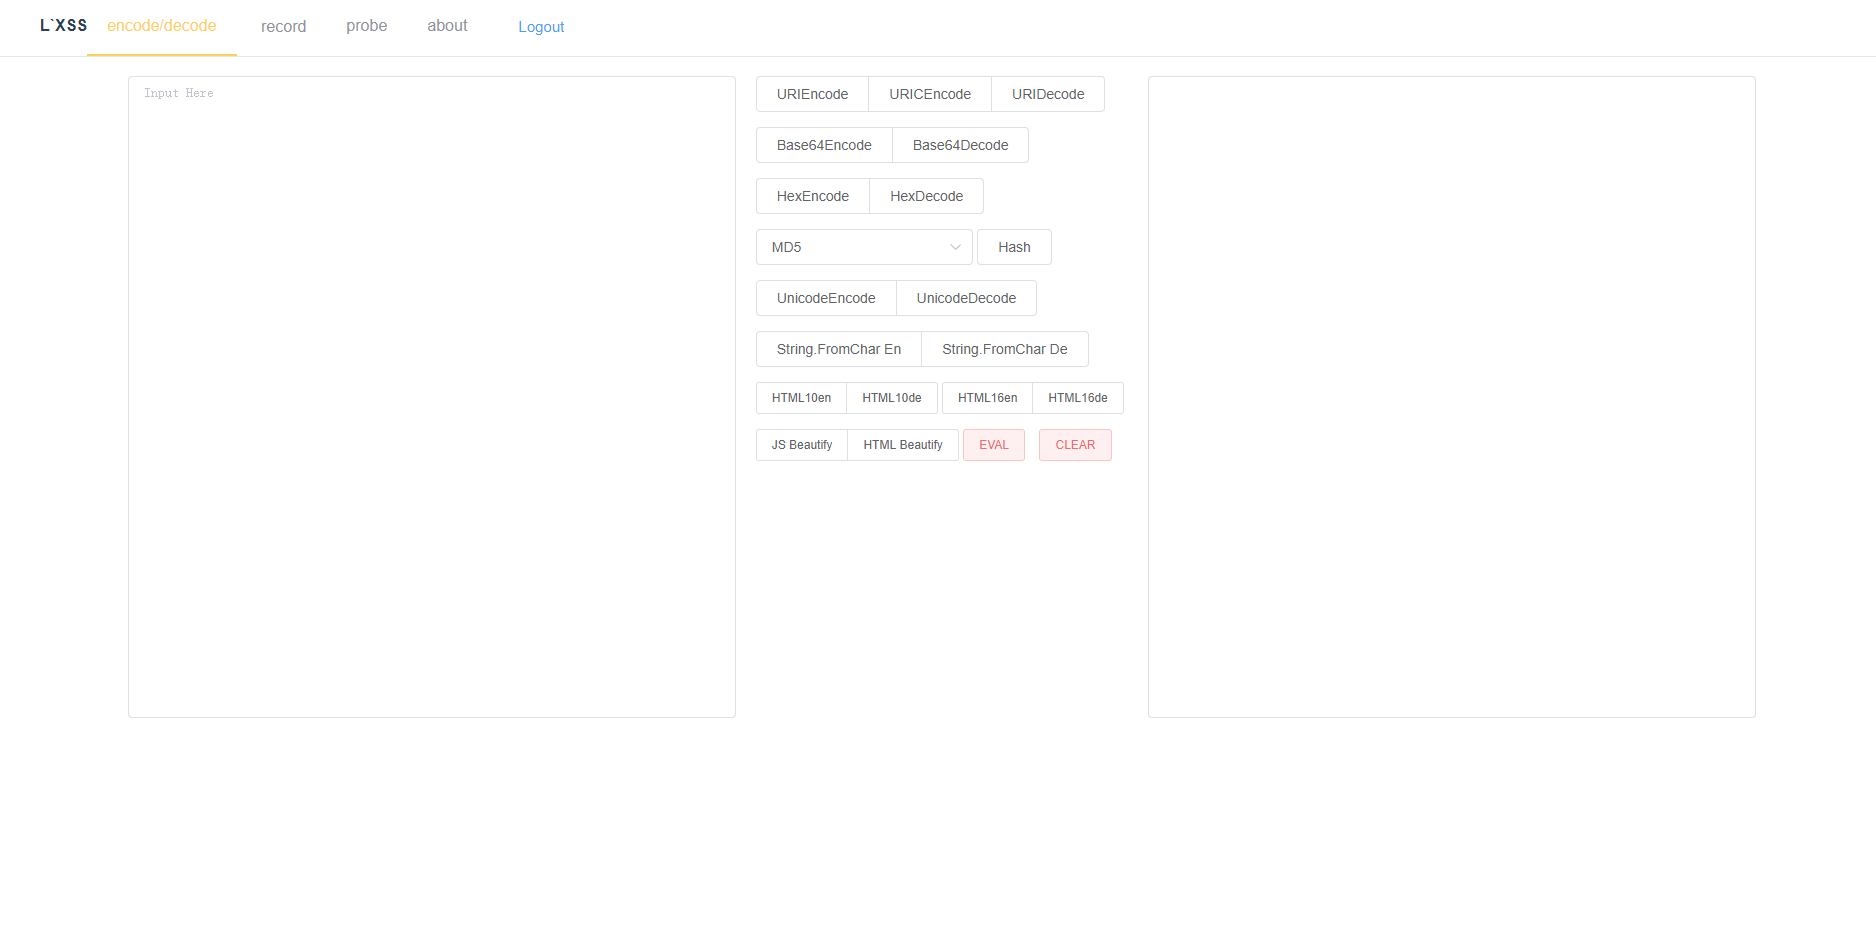 L`XSS encode/decode record probe about Logout
Input Here
URIEncode URICEncode URIDecode
Base64Encode Base64Decode
HexEncode HexDecode
MD5 Hash
UnicodeEncode UnicodeDecode
String.FromChar En String.FromChar De
HTML10en HTML10de HTML16en HTML16de
JS Beautify HTML Beautify EVAL CLEAR